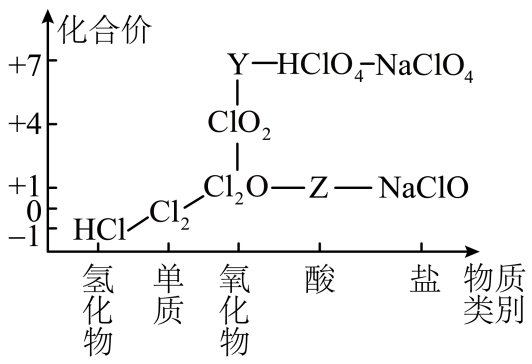 化合价
+7 Y—HClO₄—NaClO₄
+4 ClO₂
+1 Cl₂O—Z—NaClO
0 Cl₂
−1 HCl
氢化物 单质 氧化物 酸 盐 物质类别